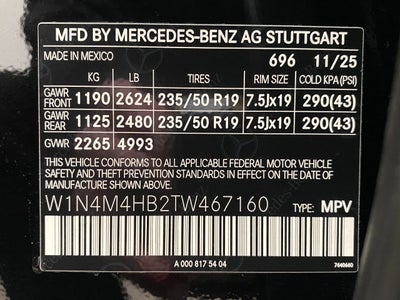 MFD BY MERCEDES-BENZ AG STUTTGART
MADE IN MEXICO 696 11/25
KG LB TIRES RIM SIZE COLD KPA(PSI)
GAWR FRONT 1190 2624 235/50 R19 7.5Jx19 290(43)
GAWR REAR 1125 2480 235/50 R19 7.5Jx19 290(43)
GVWR 2265 4993
THIS VEHICLE CONFORMS TO ALL APPLICABLE FEDERAL MOTOR VEHICLE
SAFETY AND THEFT PREVENTION STANDARDS IN EFFECT ON THE DATE OF
MANUFACTURE SHOWN ABOVE.
W1N4M4HB2TW467160 TYPE: MPV
A 000 817 54 04 7640680